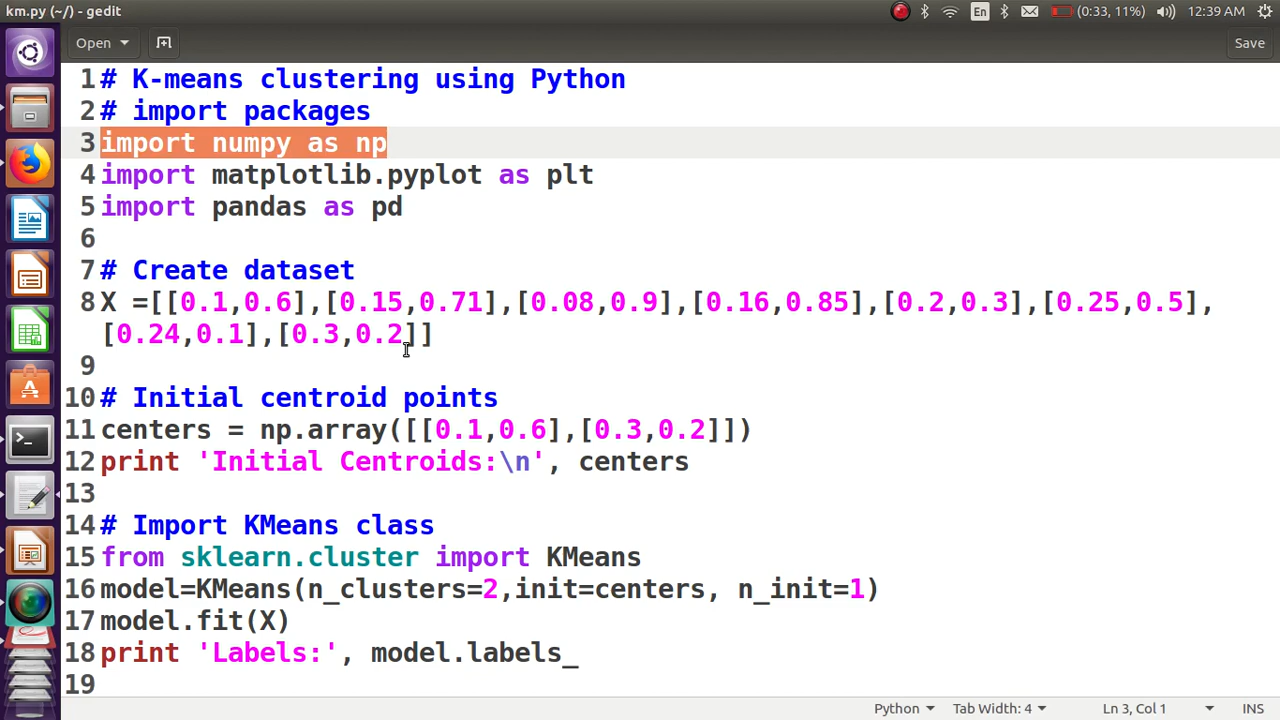 km.py (~/) - gedit
En (0:33, 11%) 12:39 AM
Open Save
1 # K-means clustering using Python
2 # import packages
3 import numpy as np
4 import matplotlib.pyplot as plt
5 import pandas as pd
6
7 # Create dataset
8 X =[[0.1,0.6],[0.15,0.71],[0.08,0.9],[0.16,0.85],[0.2,0.3],[0.25,0.5],
[0.24,0.1],[0.3,0.2]]
9
10 # Initial centroid points
11 centers = np.array([[0.1,0.6],[0.3,0.2]])
12 print 'Initial Centroids:\n', centers
13
14 # Import KMeans class
15 from sklearn.cluster import KMeans
16 model=KMeans(n_clusters=2,init=centers, n_init=1)
17 model.fit(X)
18 print 'Labels:', model.labels_
19
Python Tab Width: 4 Ln 3, Col 1 INS